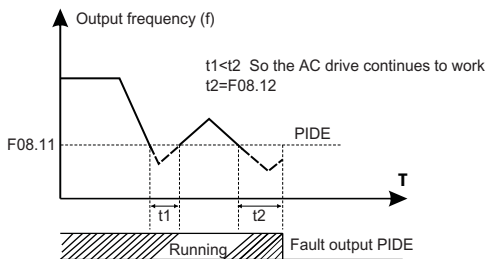 Output frequency (f)
t1<t2 So the AC drive continues to work
t2=F08.12
F08.11
PIDE
T
t1
t2
Running
Fault output PIDE